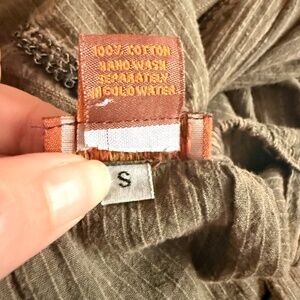 100% COTTON
HAND WASH
SEPARATELY
IN COLD WATER
S